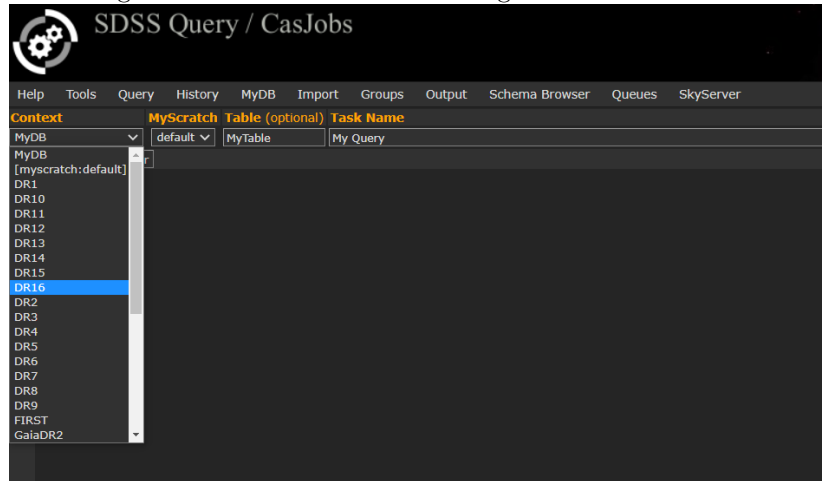 SDSS Query / CasJobs
Help Tools Query History MyDB Import Groups Output Schema Browser Queues SkyServer
Context MyScratch Table (optional) Task Name
MyDB default MyTable My Query
MyDB
[myscratch:default]
DR1
DR10
DR11
DR12
DR13
DR14
DR15
DR16
DR2
DR3
DR4
DR5
DR6
DR7
DR8
DR9
FIRST
GaiaDR2